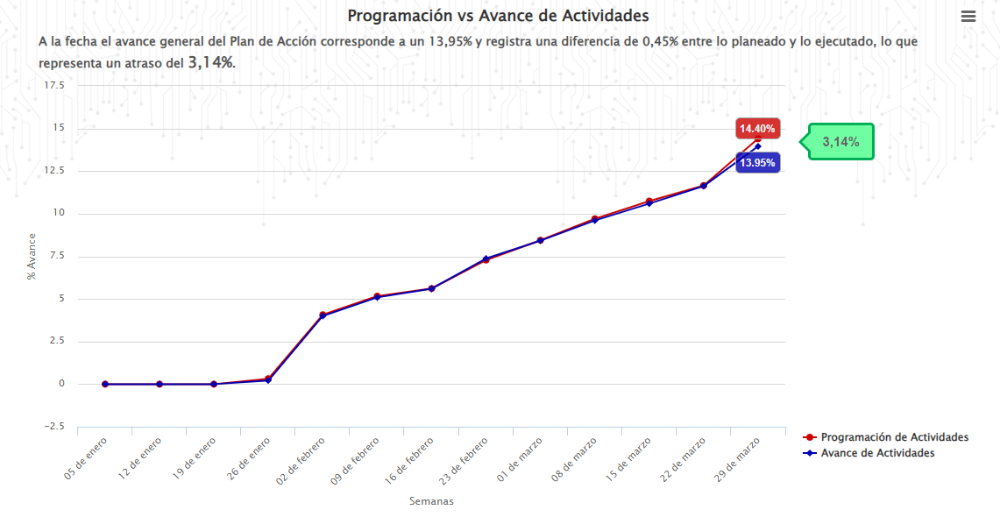 Programación vs Avance de Actividades
A la fecha el avance general del Plan de Acción corresponde a un 13,95% y registra una diferencia de 0,45% entre lo planeado y lo ejecutado, lo que
representa un atraso del 3,14%.
17.5
15
12.5
10
7.5
5
2.5
0
−2.5
% Avance
14.40%
13.95%
3,14%
05 de enero
12 de enero
19 de enero
26 de enero
02 de febrero
09 de febrero
16 de febrero
23 de febrero
01 de marzo
08 de marzo
15 de marzo
22 de marzo
29 de marzo
Semanas
Programación de Actividades
Avance de Actividades